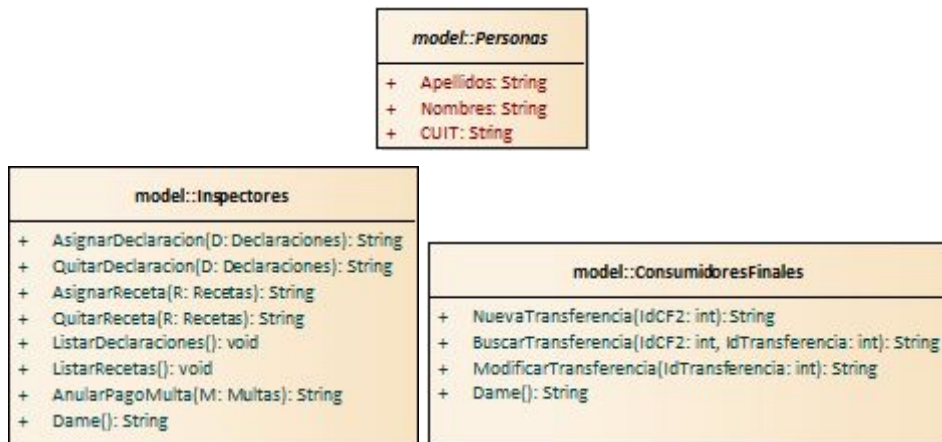 model::Personas
+ Apellidos: String
+ Nombres: String
+ CUIT: String
model::Inspectores
+ AsignarDeclaracion(D: Declaraciones): String
+ QuitarDeclaracion(D: Declaraciones): String
+ AsignarReceta(R: Recetas): String
+ QuitarReceta(R: Recetas): String
+ ListarDeclaraciones(): void
+ ListarRecetas(): void
+ AnularPagoMulta(M: Multas): String
+ Dame(): String
model::ConsumidoresFinales
+ NuevaTransferencia(IdCF2: int): String
+ BuscarTransferencia(IdCF2: int, IdTransferencia: int): String
+ ModificarTransferencia(IdTransferencia: int): String
+ Dame(): String